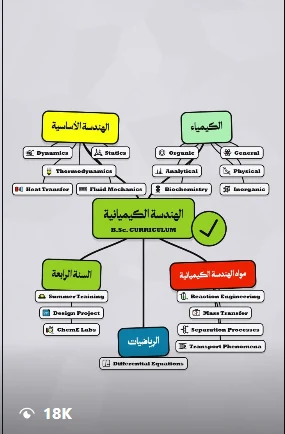 الهندسة الأساسية
Dynamics
Statics
Thermodynamics
Heat Transfer
Fluid Mechanics
الكيمياء
Organic
General
Analytical
Physical
Biochemistry
Inorganic
الهندسة الكيميائية
B.Sc. CURRICULUM
السنة الرابعة
Summer Training
Design Project
ChemE Labs
مواد الهندسة الكيميائية
Reaction Engineering
Mass Transfer
Separation Processes
Transport Phenomena
الرياضيات
Differential Equations
18K